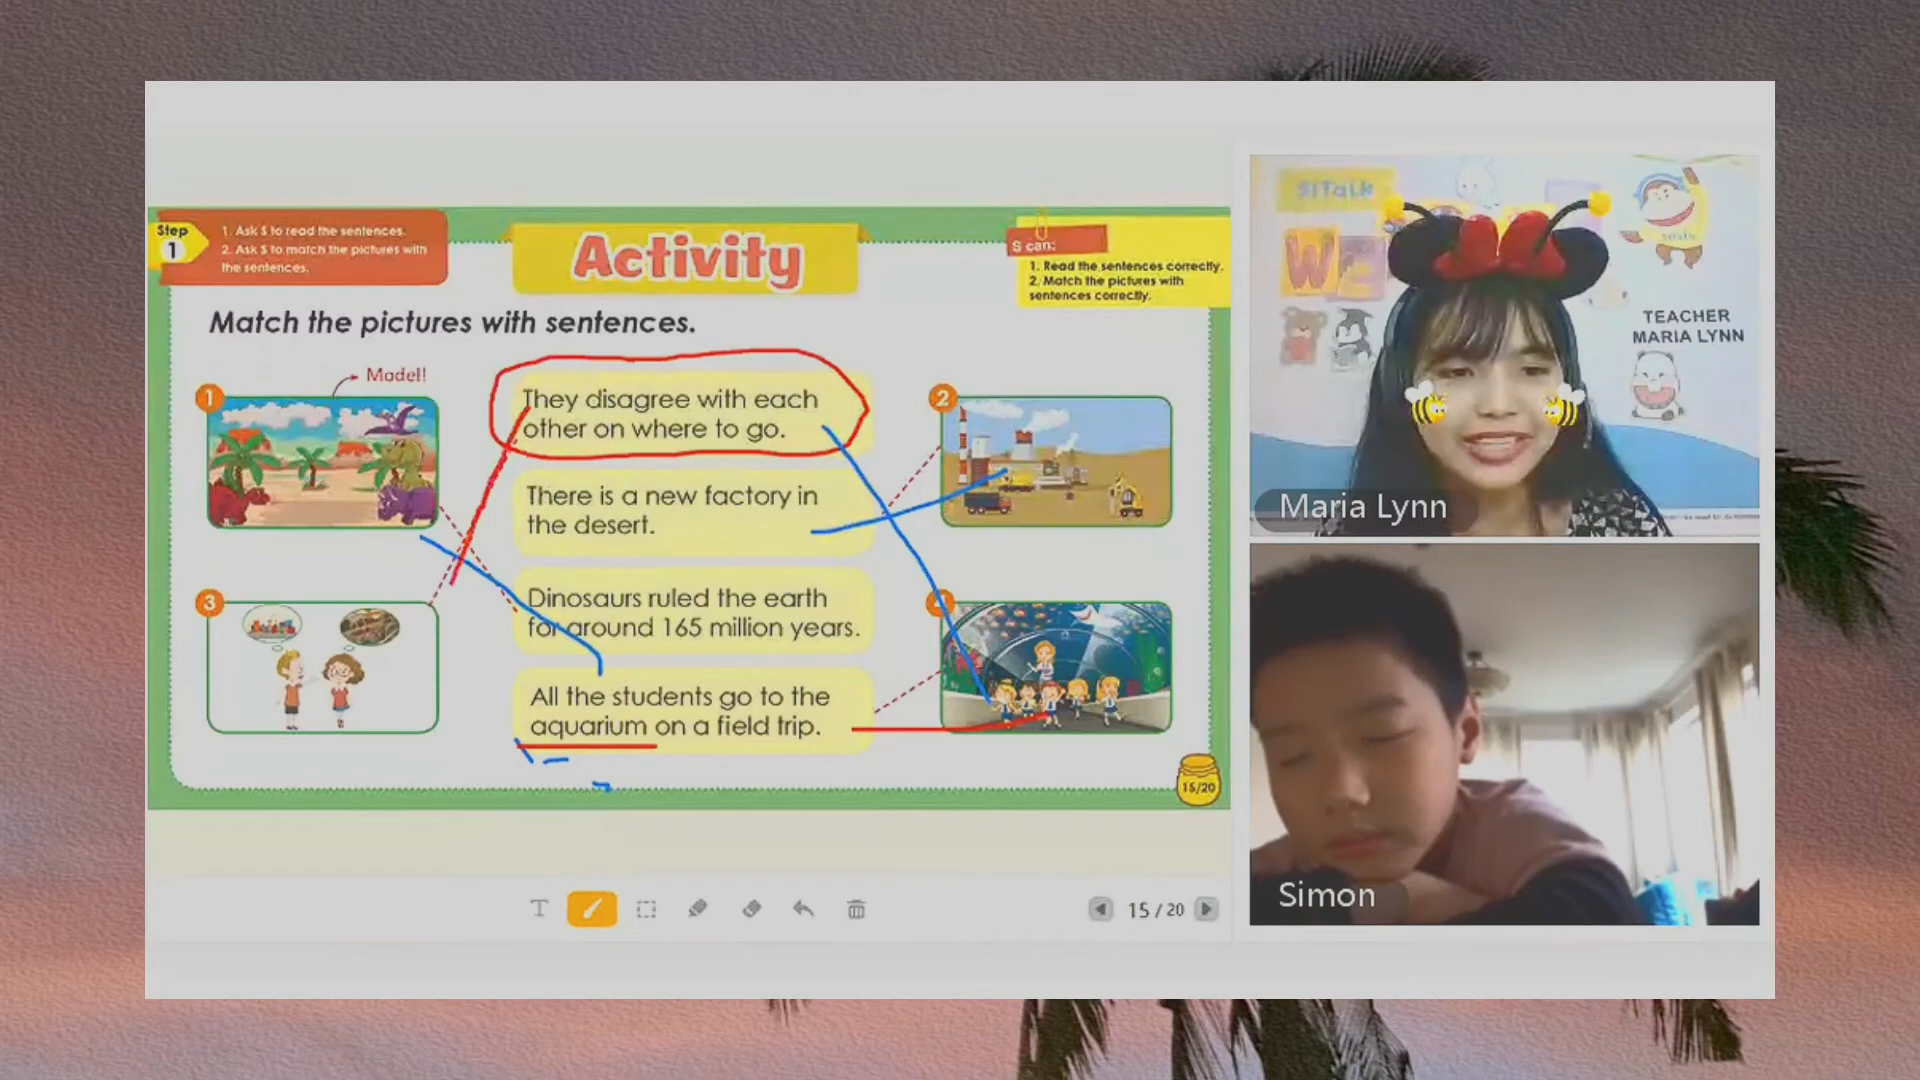 Step
1
1. Ask S to read the sentences.
2. Ask S to match the pictures with
the sentences.
Activity
S can:
1. Read the sentences correctly.
2. Match the pictures with
sentences correctly.
Match the pictures with sentences.
Model!
1
They disagree with each
other on where to go.
2
There is a new factory in
the desert.
3
Dinosaurs ruled the earth
for around 165 million years.
4
All the students go to the
aquarium on a field trip.
15/20
T
15 / 20
SiTalk
WE
TEACHER
MARIA LYNN
Maria Lynn
Simon